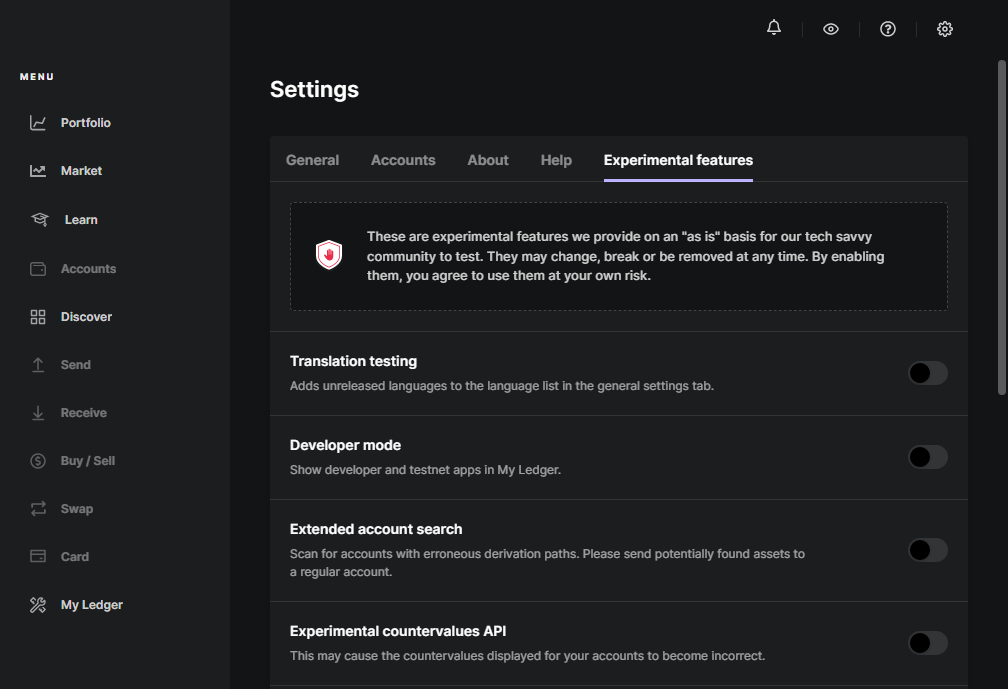 MENU
Portfolio
Market
Learn
Accounts
Discover
Send
Receive
Buy / Sell
Swap
Card
My Ledger
Settings
General Accounts About Help Experimental features
These are experimental features we provide on an "as is" basis for our tech savvy
community to test. They may change, break or be removed at any time. By enabling
them, you agree to use them at your own risk.
Translation testing
Adds unreleased languages to the language list in the general settings tab.
Developer mode
Show developer and testnet apps in My Ledger.
Extended account search
Scan for accounts with erroneous derivation paths. Please send potentially found assets to
a regular account.
Experimental countervalues API
This may cause the countervalues displayed for your accounts to become incorrect.